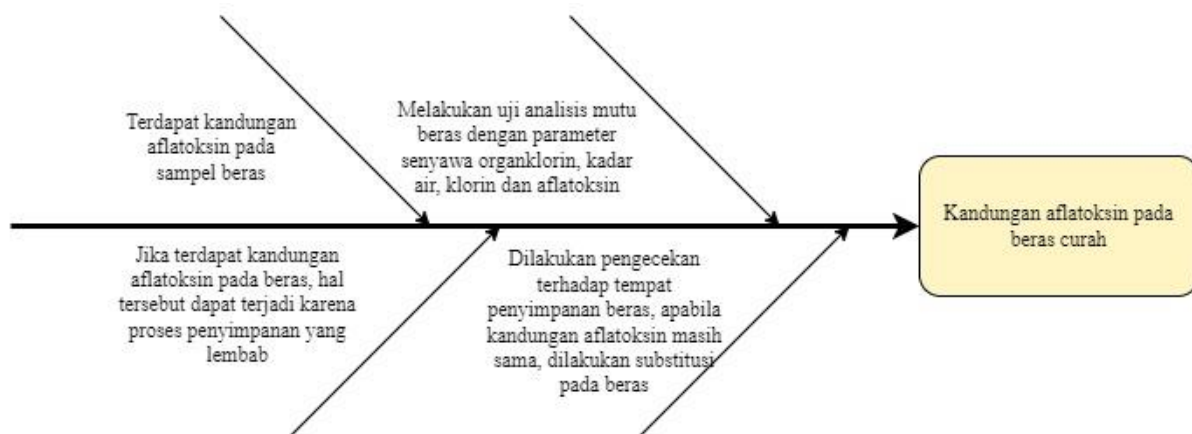 Terdapat kandungan
aflatoksin pada
sampel beras
Melakukan uji analisis mutu
beras dengan parameter
senyawa organklorin, kadar
air, klorin dan aflatoksin
Kandungan aflatoksin pada
beras curah
Jika terdapat kandungan
aflatoksin pada beras, hal
tersebut dapat terjadi karena
proses penyimpanan yang
lembab
Dilakukan pengecekan
terhadap tempat
penyimpanan beras, apabila
kandungan aflatoksin masih
sama, dilakukan substitusi
pada beras